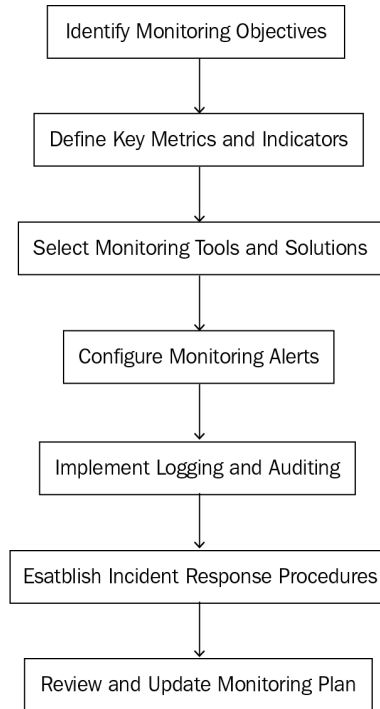 Identify Monitoring Objectives
Define Key Metrics and Indicators
Select Monitoring Tools and Solutions
Configure Monitoring Alerts
Implement Logging and Auditing
Esatblish Incident Response Procedures
Review and Update Monitoring Plan